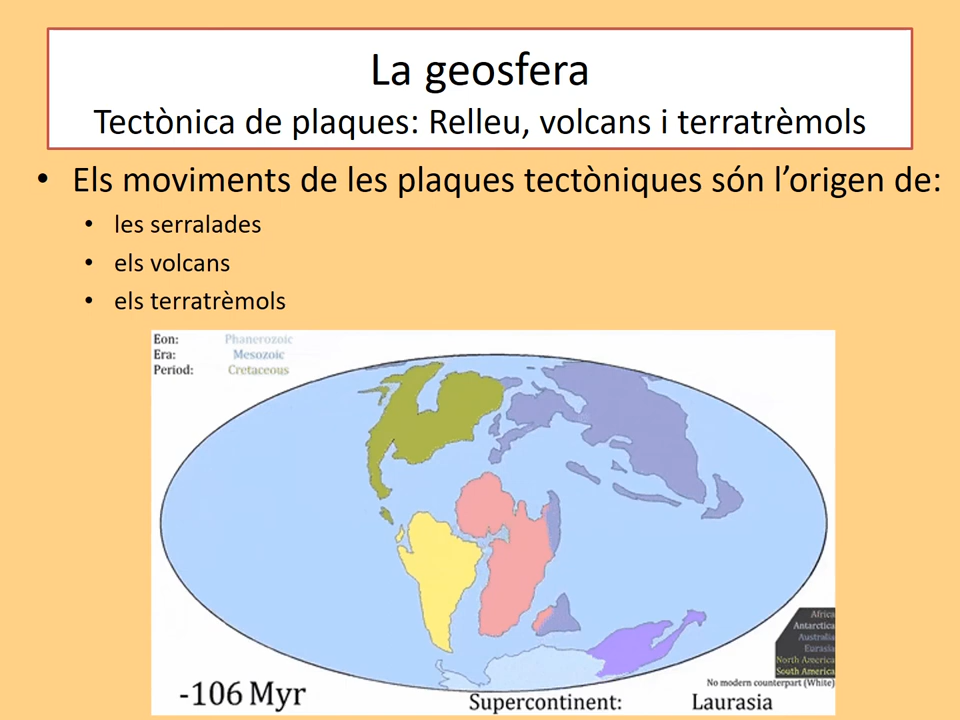 La geosfera
Tectònica de plaques: Relleu, volcans i terratrèmols
• Els moviments de les plaques tectòniques són l’origen de:
• les serralades
• els volcans
• els terratrèmols
Eon: Phanerozoic
Era: Mesozoic
Period: Cretaceous
Africa
Antarctica
Australia
Eurasia
North America
South America
No modern counterpart (White)
-106 Myr
Supercontinent: Laurasia